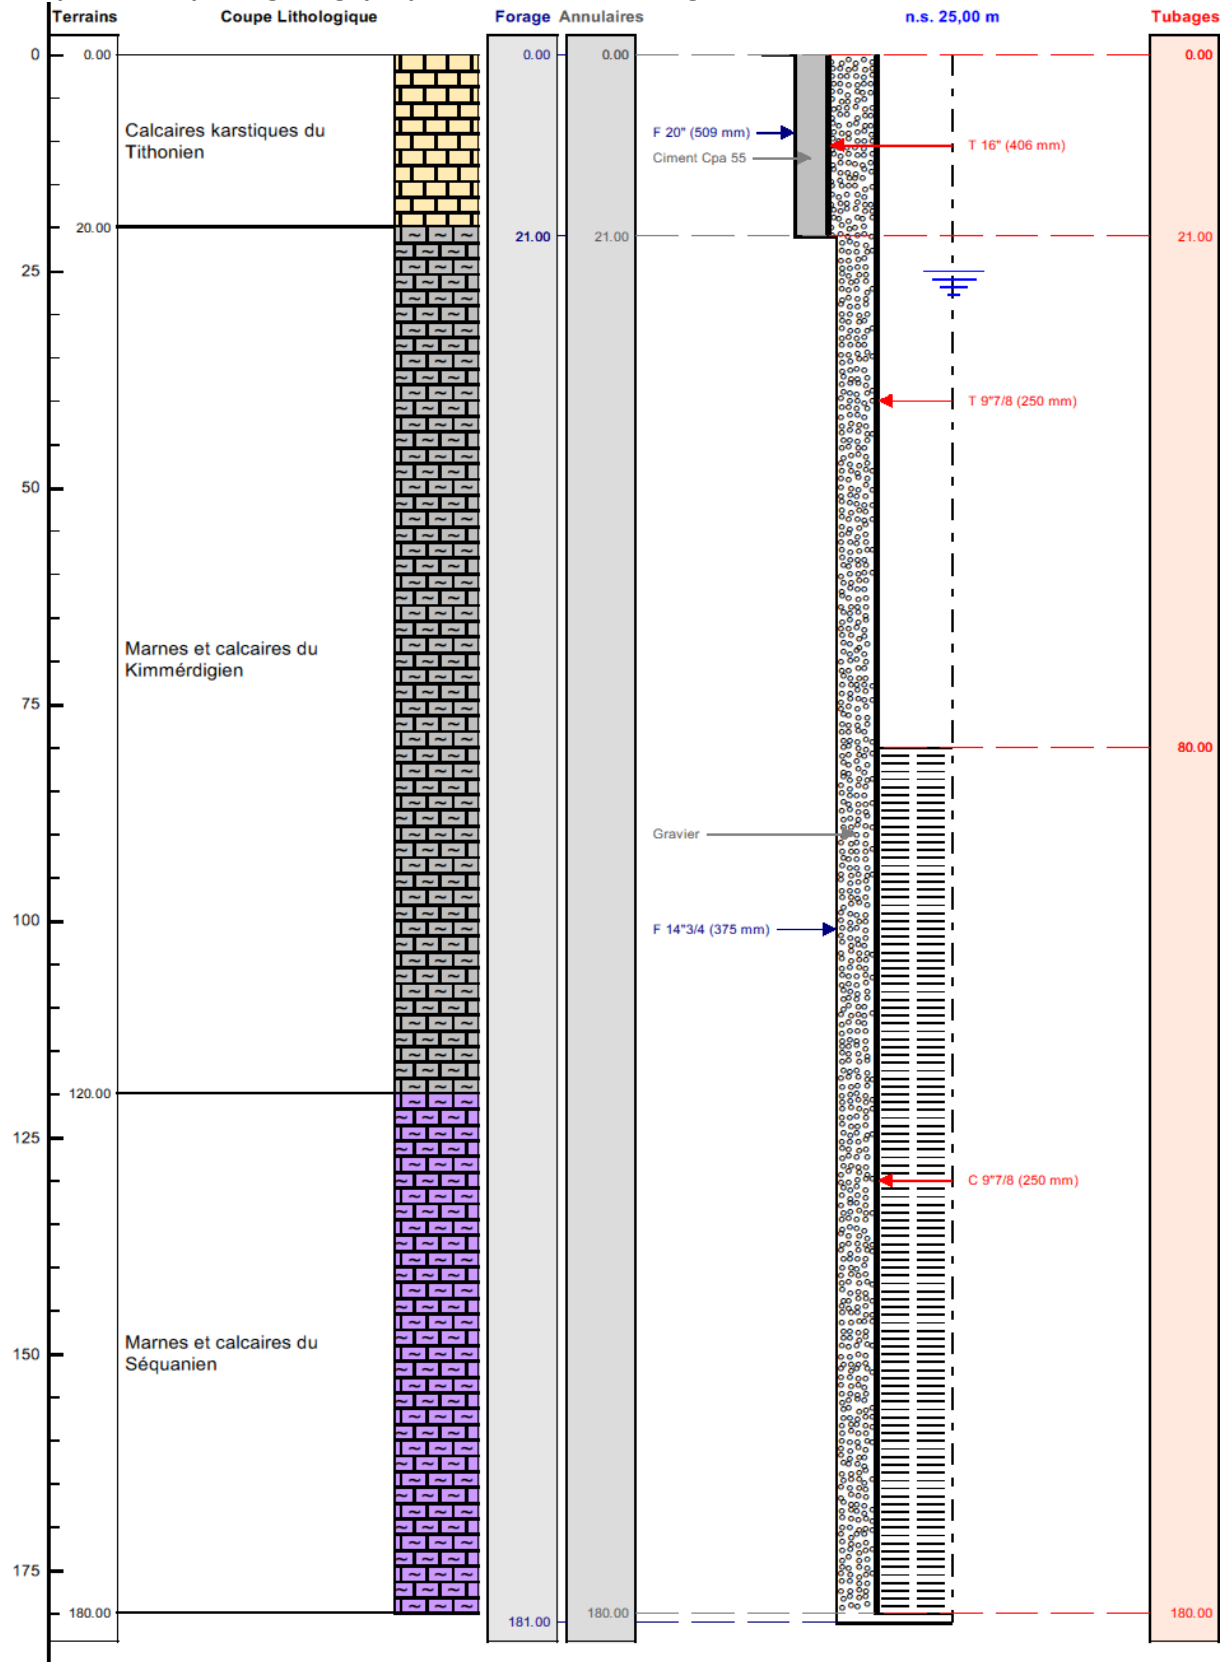 Terrains Coupe Lithologique Forage Annulaires n.s. 25,00 m Tubages
0 0.00 0.00 0.00 0.00
Calcaires karstiques du
Tithonien
F 20" (509 mm)
T 16" (406 mm)
Ciment Cpa 55
20.00
21.00 21.00 21.00
25
T 9"7/8 (250 mm)
50
Marnes et calcaires du
Kimmérdigien
75
80.00
Gravier
100
F 14"3/4 (375 mm)
120.00
125
C 9"7/8 (250 mm)
Marnes et calcaires du
Séquanien
150
175
180.00 180.00 180.00
181.00